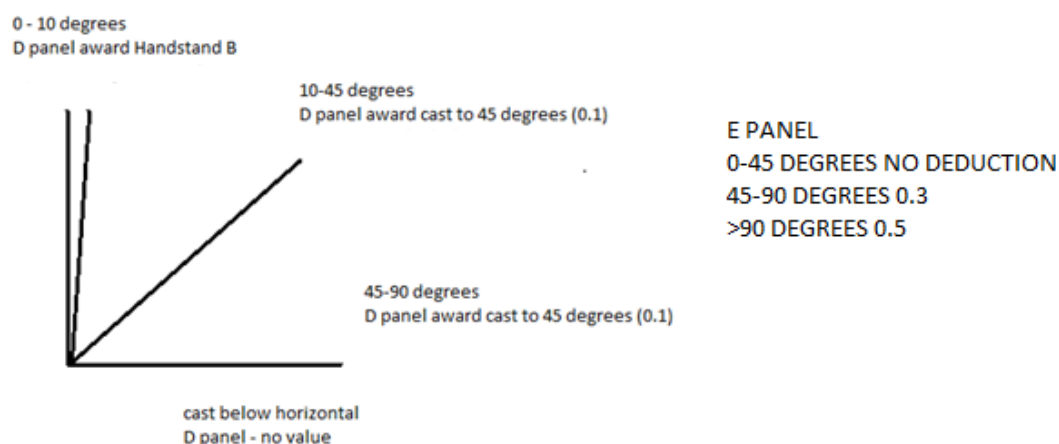 0 - 10 degrees
D panel award Handstand B
10-45 degrees
D panel award cast to 45 degrees (0.1)
E PANEL
0-45 DEGREES NO DEDUCTION
45-90 DEGREES 0.3
>90 DEGREES 0.5
45-90 degrees
D panel award cast to 45 degrees (0.1)
cast below horizontal
D panel - no value